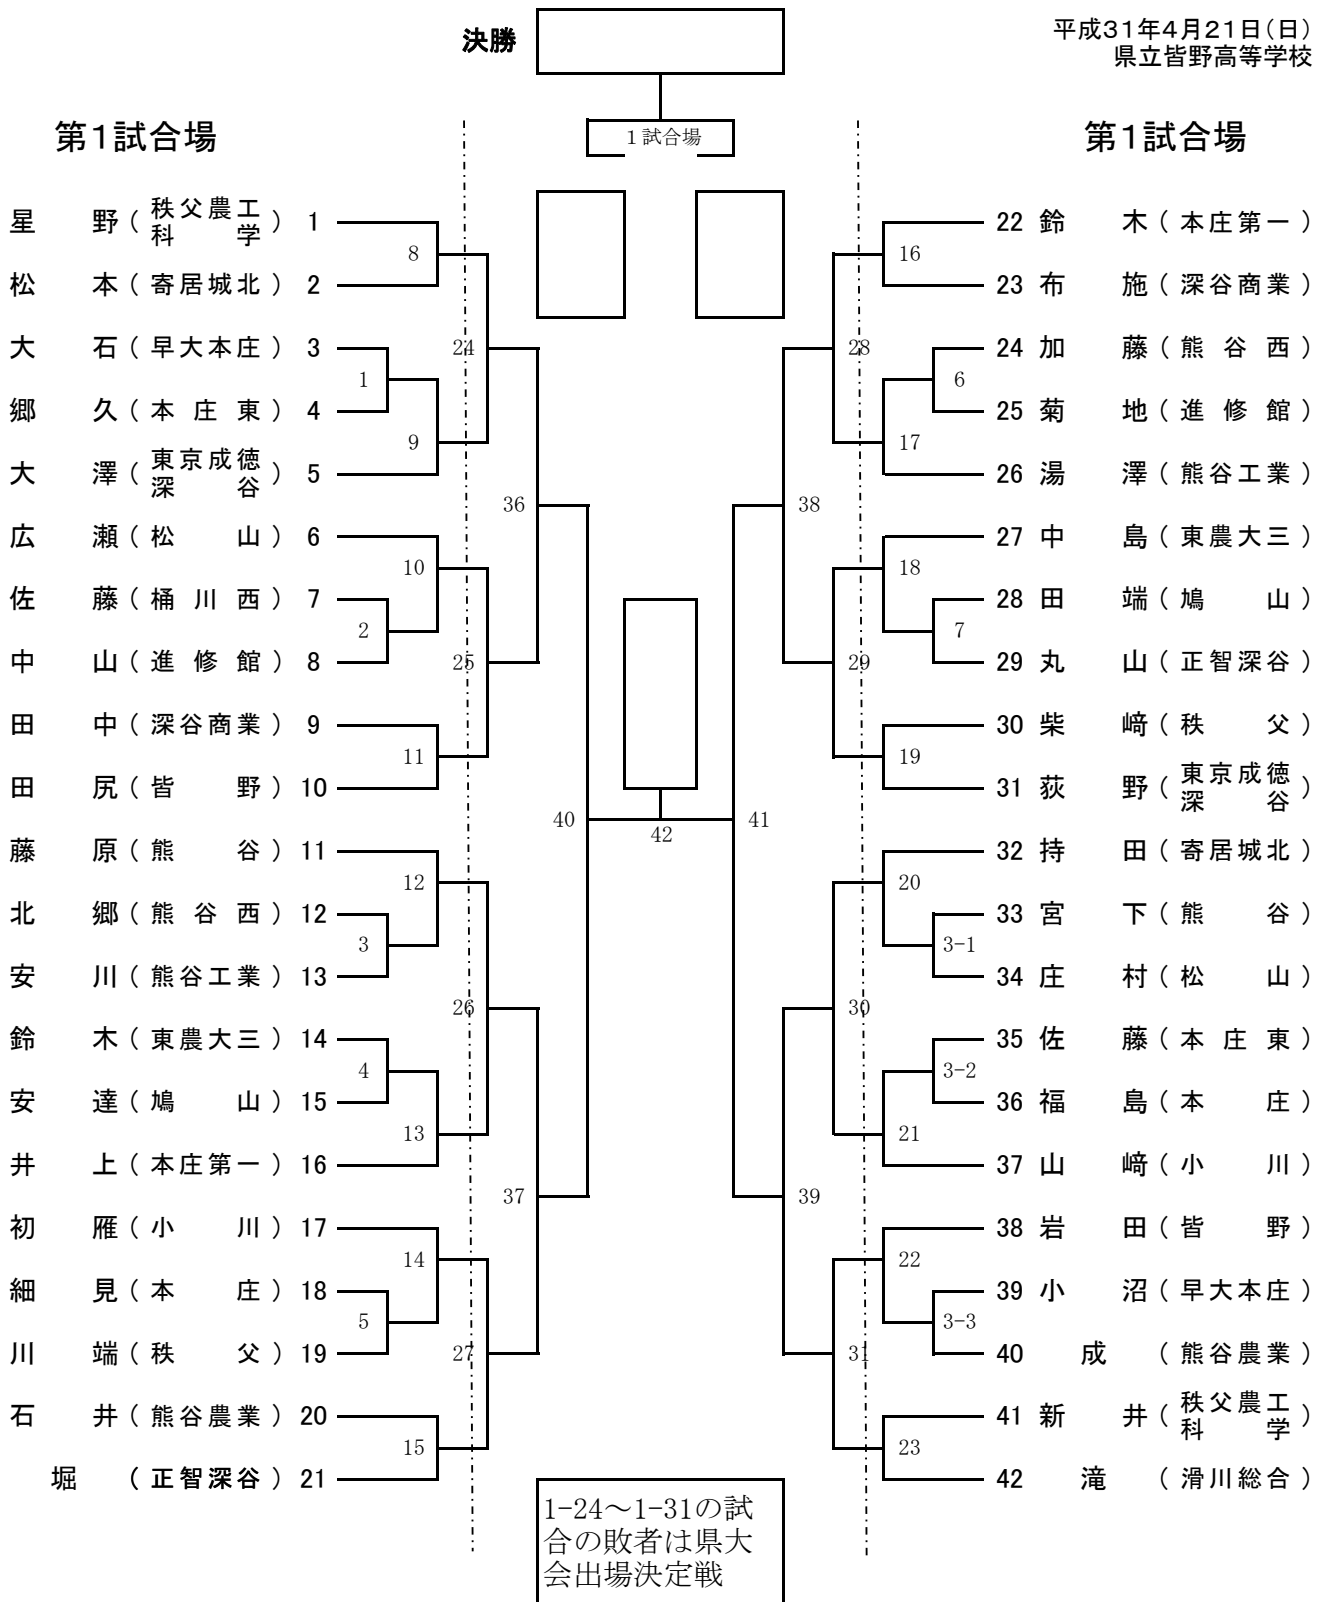 決勝
平成31年4月21日(日)
県立皆野高等学校
第1試合場
1試合場
第1試合場
星野(秩父農工科学)1
松本(寄居城北)2
大石(早大本庄)3
郷久(本庄東)4
大澤(東京成徳深谷)5
広瀬(松山)6
佐藤(桶川西)7
中山(進修館)8
田中(深谷商業)9
田尻(皆野)10
藤原(熊谷)11
北郷(熊谷西)12
安川(熊谷工業)13
鈴木(東農大三)14
安達(鳩山)15
井上(本庄第一)16
初雁(小川)17
細見(本庄)18
川端(秩父)19
石井(熊谷農業)20
堀(正智深谷)21
8
1
9
24
10
2
25
11
36
12
3
26
4
13
14
5
27
15
37
40
42
41
38
39
16
28
6
17
18
7
29
19
20
3-1
30
3-2
21
22
3-3
31
23
22 鈴木(本庄第一)
23 布施(深谷商業)
24 加藤(熊谷西)
25 菊地(進修館)
26 湯澤(熊谷工業)
27 中島(東農大三)
28 田端(鳩山)
29 丸山(正智深谷)
30 柴﨑(秩父)
31 荻野(東京成徳深谷)
32 持田(寄居城北)
33 宮下(熊谷)
34 庄村(松山)
35 佐藤(本庄東)
36 福島(本庄)
37 山﨑(小川)
38 岩田(皆野)
39 小沼(早大本庄)
40 成(熊谷農業)
41 新井(秩父農工科学)
42 滝(滑川総合)
1-24～1-31の試
合の敗者は県大
会出場決定戦